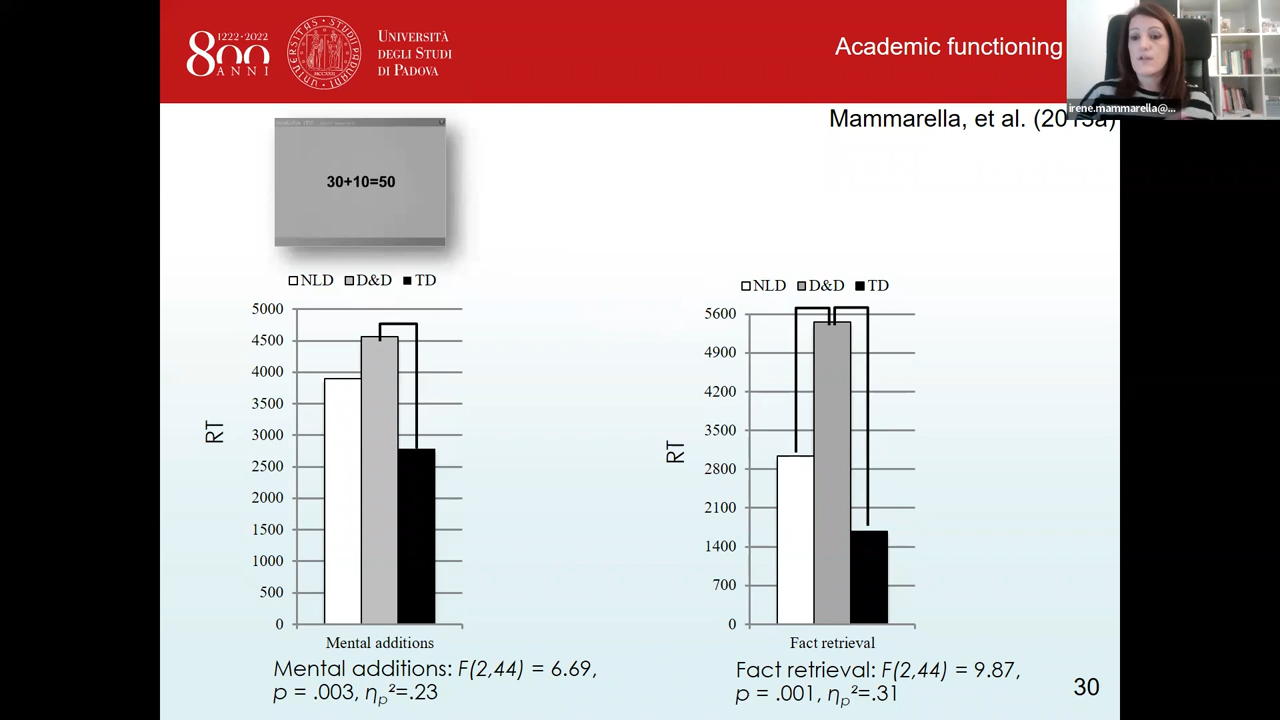 1222·2022
800
ANNI
UNIVERSITÀ
DEGLI STUDI
DI PADOVA
Academic functioning
irene.mammarella@...
Mammarella, et al. (2013a)
30+10=50
NLD D&D TD
5000
4500
4000
3500
3000
2500
2000
1500
1000
500
0
RT
Mental additions
Mental additions: F(2,44) = 6.69,
p = .003, ηp²=.23
NLD D&D TD
5600
4900
4200
3500
2800
2100
1400
700
0
RT
Fact retrieval
Fact retrieval: F(2,44) = 9.87,
p = .001, ηp²=.31
30